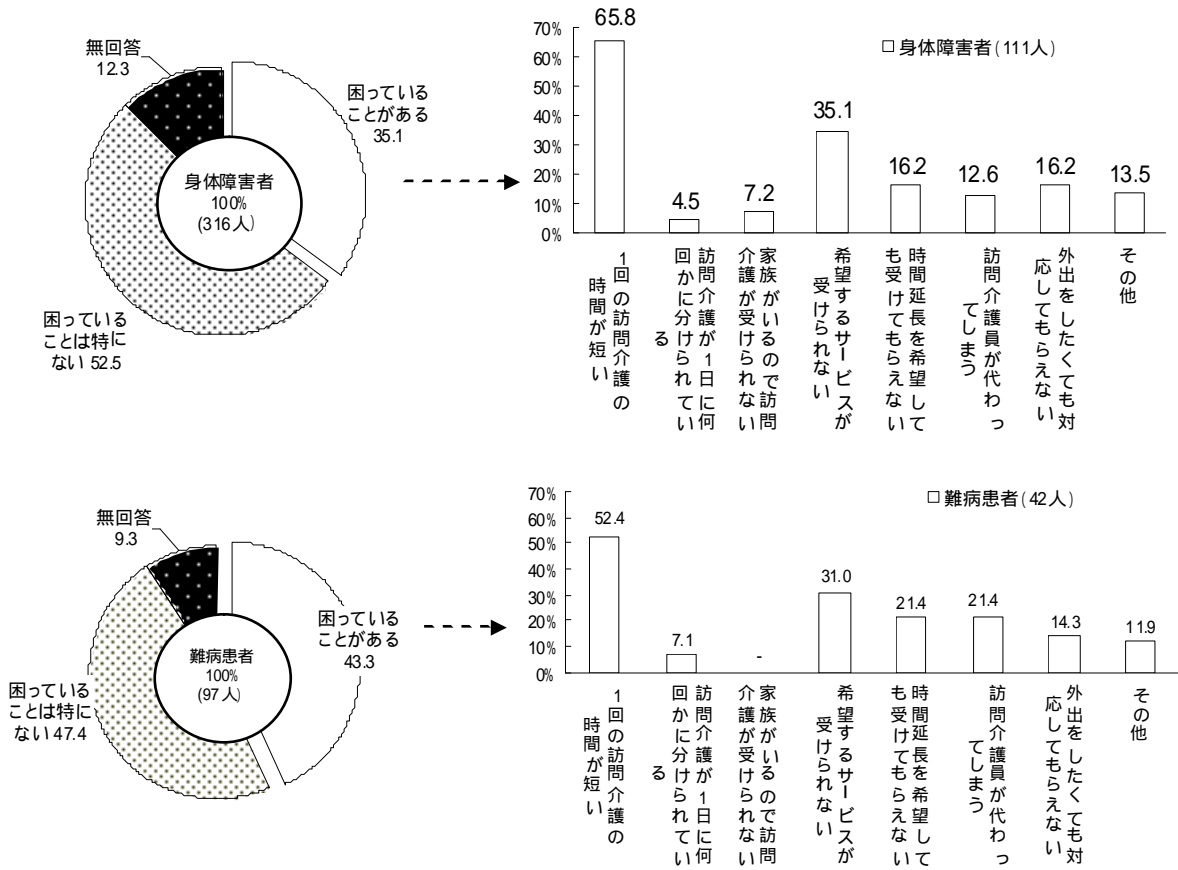 無回答
12.3
困っている
ことがある
35.1
身体障害者
100%
(316人)
困っている
ことは特に
ない 52.5
70%
60%
50%
40%
30%
20%
10%
0%
□ 身体障害者(111人)
65.8
4.5
7.2
35.1
16.2
12.6
16.2
13.5
1回の訪問介護の
時間が短い
訪問介護が1日に何
回かに分けられてい
る
家族がいるので訪問
介護が受けられない
希望するサービスが
受けられない
時間延長を希望して
も受けてもらえない
訪問介護員が代わっ
てしまう
外出をしたくても対
応してもらえない
その他
無回答
9.3
困っている
ことがある
43.3
難病患者
100%
(97人)
困っている
ことは特に
ない 47.4
70%
60%
50%
40%
30%
20%
10%
0%
□ 難病患者(42人)
52.4
7.1
-
31.0
21.4
21.4
14.3
11.9
1回の訪問介護の
時間が短い
訪問介護が1日に何
回かに分けられてい
る
家族がいるので訪問
介護が受けられない
希望するサービスが
受けられない
時間延長を希望して
も受けてもらえない
訪問介護員が代わっ
てしまう
外出をしたくても対
応してもらえない
その他